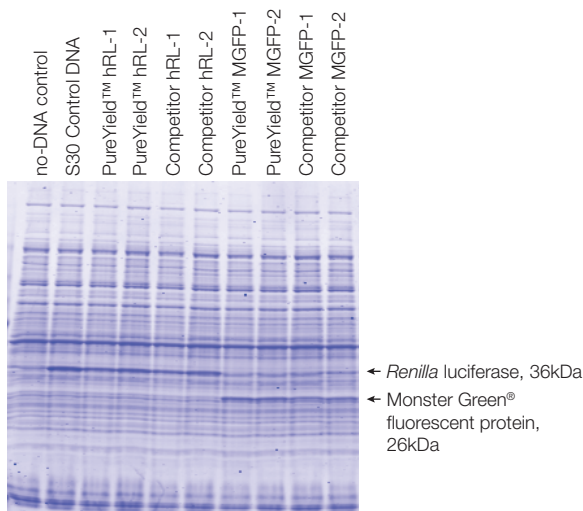 no-DNA control
S30 Control DNA
PureYield™ hRL-1
PureYield™ hRL-2
Competitor hRL-1
Competitor hRL-2
PureYield™ MGFP-1
PureYield™ MGFP-2
Competitor MGFP-1
Competitor MGFP-2
← Renilla luciferase, 36kDa
← Monster Green®
fluorescent protein,
26kDa